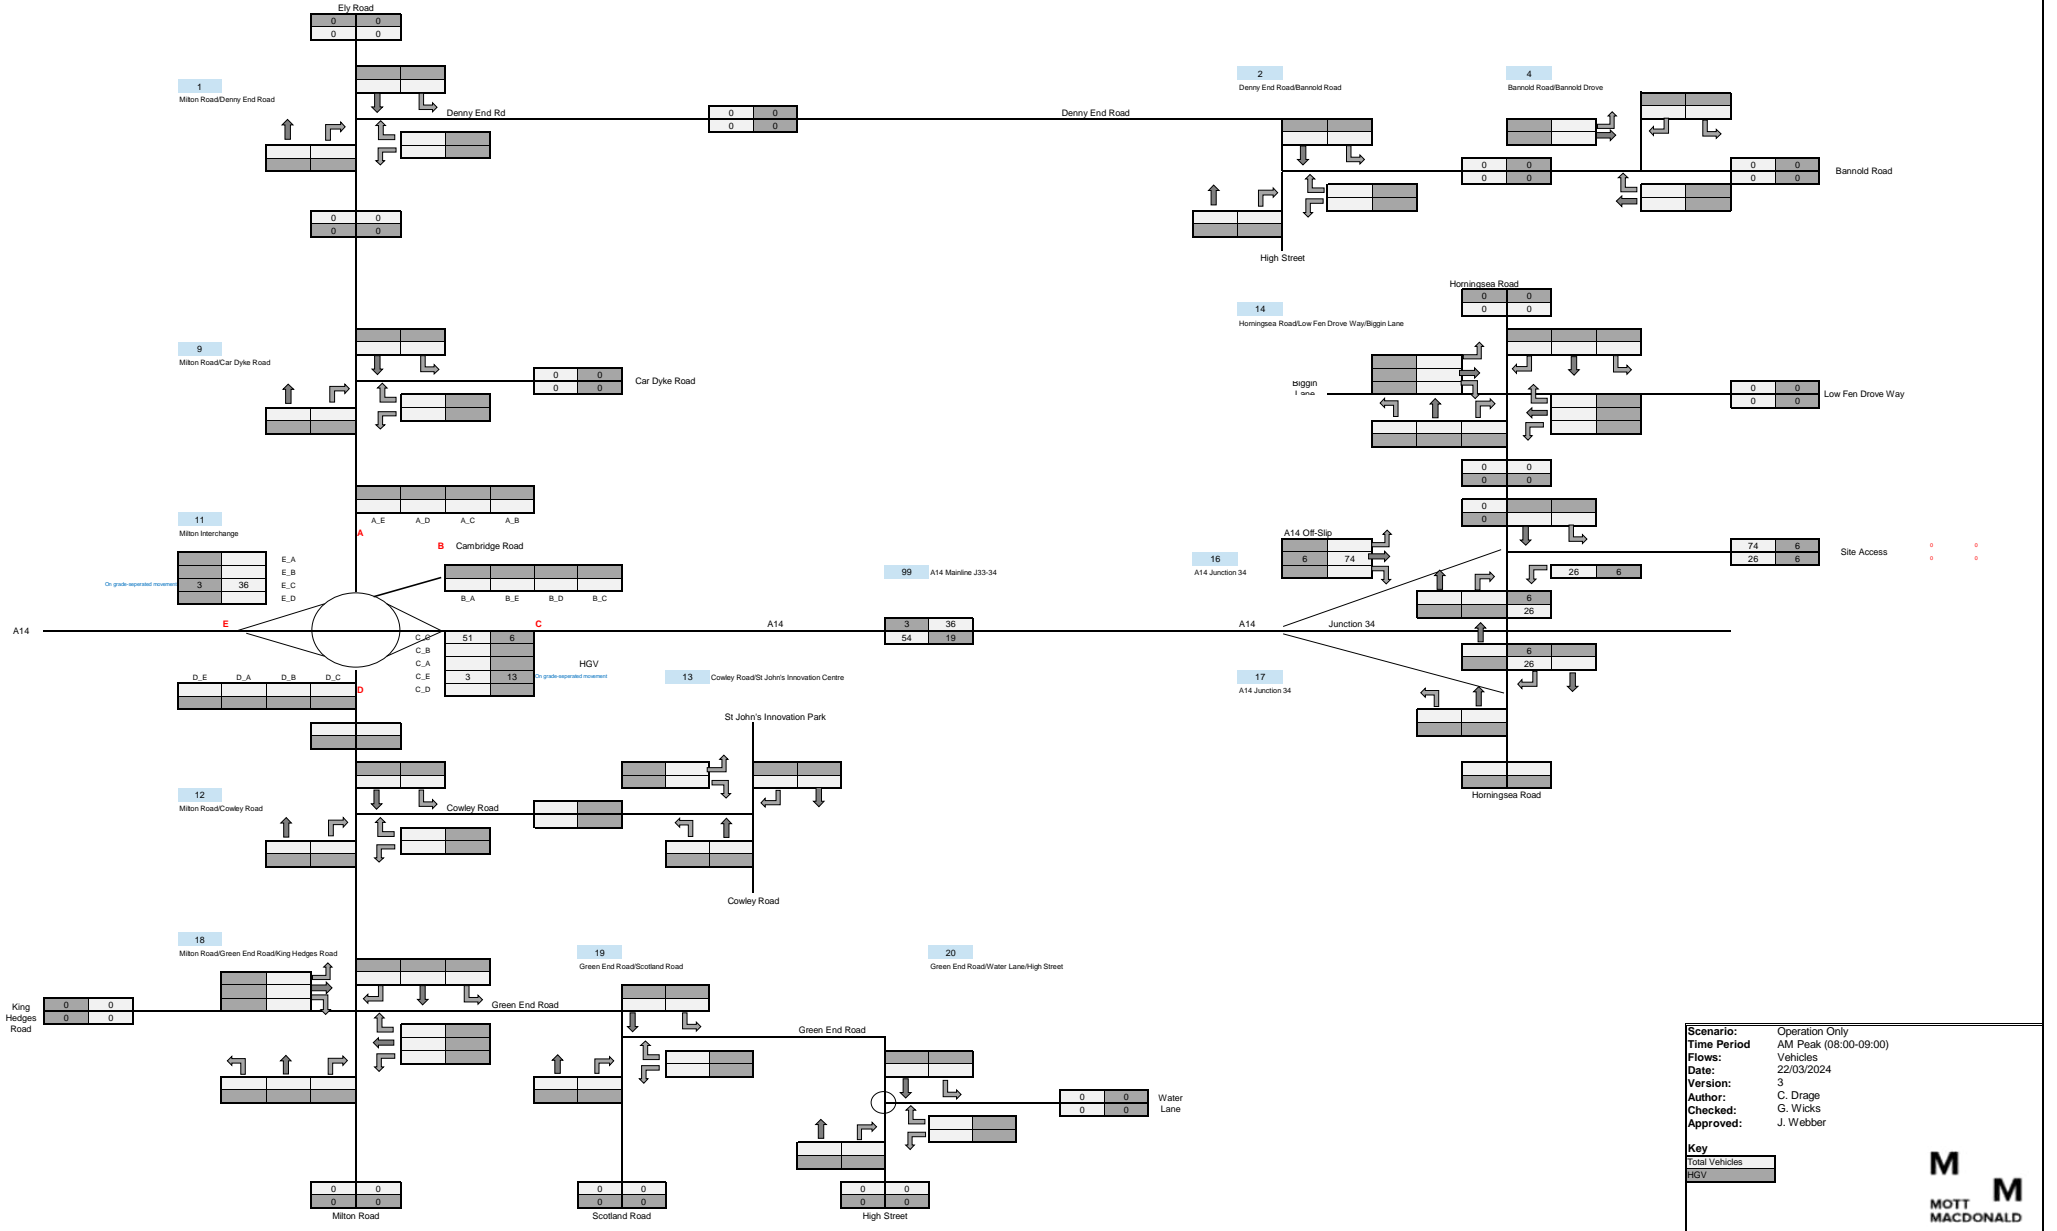 Ely Road
0 0
0 0
1
Milton Road/Denny End Road
Denny End Rd
0 0
0 0
Denny End Road
2
Denny End Road/Bannold Road
4
Bannold Road/Bannold Drove
0 0
0 0
0 0
0 0
Bannold Road
High Street
0 0
0 0
9
Milton Road/Car Dyke Road
0 0
0 0
Car Dyke Road
14
Horningsea Road/Low Fen Drove Way/Biggin Lane
Horningsea Road
0 0
0 0
Biggin
Lane
0 0
0 0
Low Fen Drove Way
0 0
0 0
11
Milton Interchange
A_E A_D A_C A_B
A
B Cambridge Road
B_A B_E B_D B_C
E_A
E_B
On grade-seperated movement 3 36 E_C
E_D
99 A14 Mainline J33-34
16
A14 Junction 34
A14 Off-Slip
6 74
0
0
74 6
26 6
Site Access
0 0
0 0
26 6
6
26
A14
E
C
A14
3 36
54 19
A14
Junction 34
C_C 51 6
C_B
C_A
C_E 3 13 On grade-seperated movement
C_D
HGV
D_E D_A D_B D_C
D
13 Cowley Road/St John's Innovation Centre
17
A14 Junction 34
6
26
Horningsea Road
St John's Innovation Park
12
Milton Road/Cowley Road
Cowley Road
Cowley Road
18
Milton Road/Green End Road/King Hedges Road
King
Hedges
Road
0 0
0 0
Green End Road
19
Green End Road/Scotland Road
20
Green End Road/Water Lane/High Street
Green End Road
0 0
0 0
Water
Lane
0 0
0 0
Milton Road
0 0
0 0
Scotland Road
0 0
0 0
High Street
Scenario: Operation Only
Time Period AM Peak (08:00-09:00)
Flows: Vehicles
Date: 22/03/2024
Version: 3
Author: C. Drage
Checked: G. Wicks
Approved: J. Webber
Key
Total Vehicles
HGV
M
M
MOTT
MACDONALD